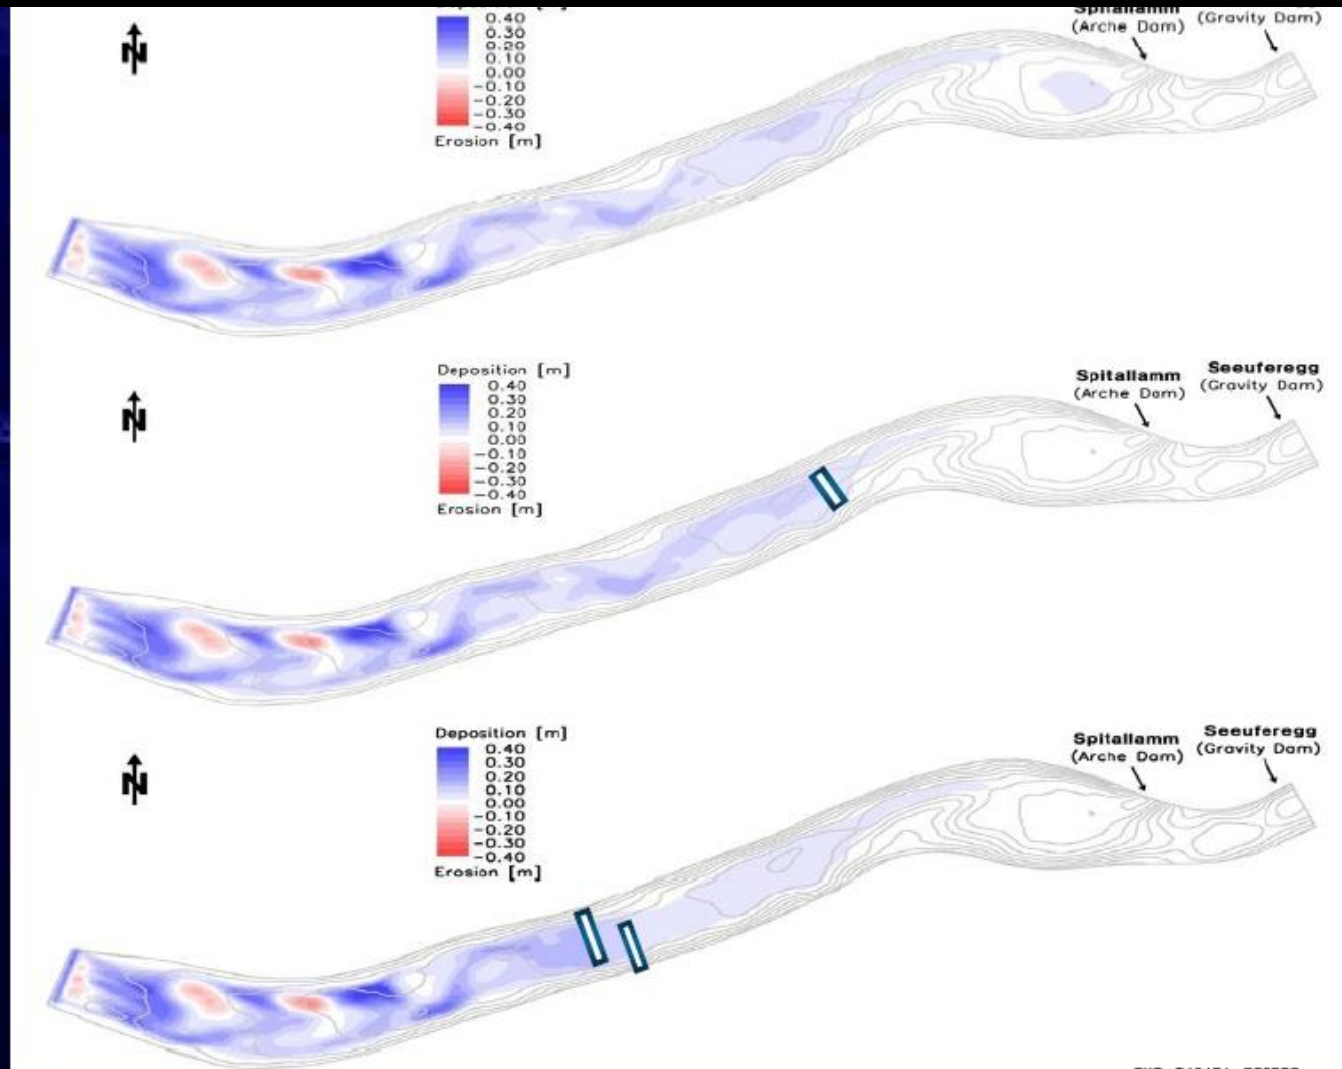 0.40
0.30
0.20
0.10
0.00
-0.10
-0.20
-0.30
-0.40
Erosion [m]
N
Spitallamm
(Arche Dam)
(Gravity Dam)
Deposition [m]
0.40
0.30
0.20
0.10
0.00
-0.10
-0.20
-0.30
-0.40
Erosion [m]
N
Spitallamm
(Arche Dam)
Seeuferegg
(Gravity Dam)
Deposition [m]
0.40
0.30
0.20
0.10
0.00
-0.10
-0.20
-0.30
-0.40
Erosion [m]
N
Spitallamm
(Arche Dam)
Seeuferegg
(Gravity Dam)